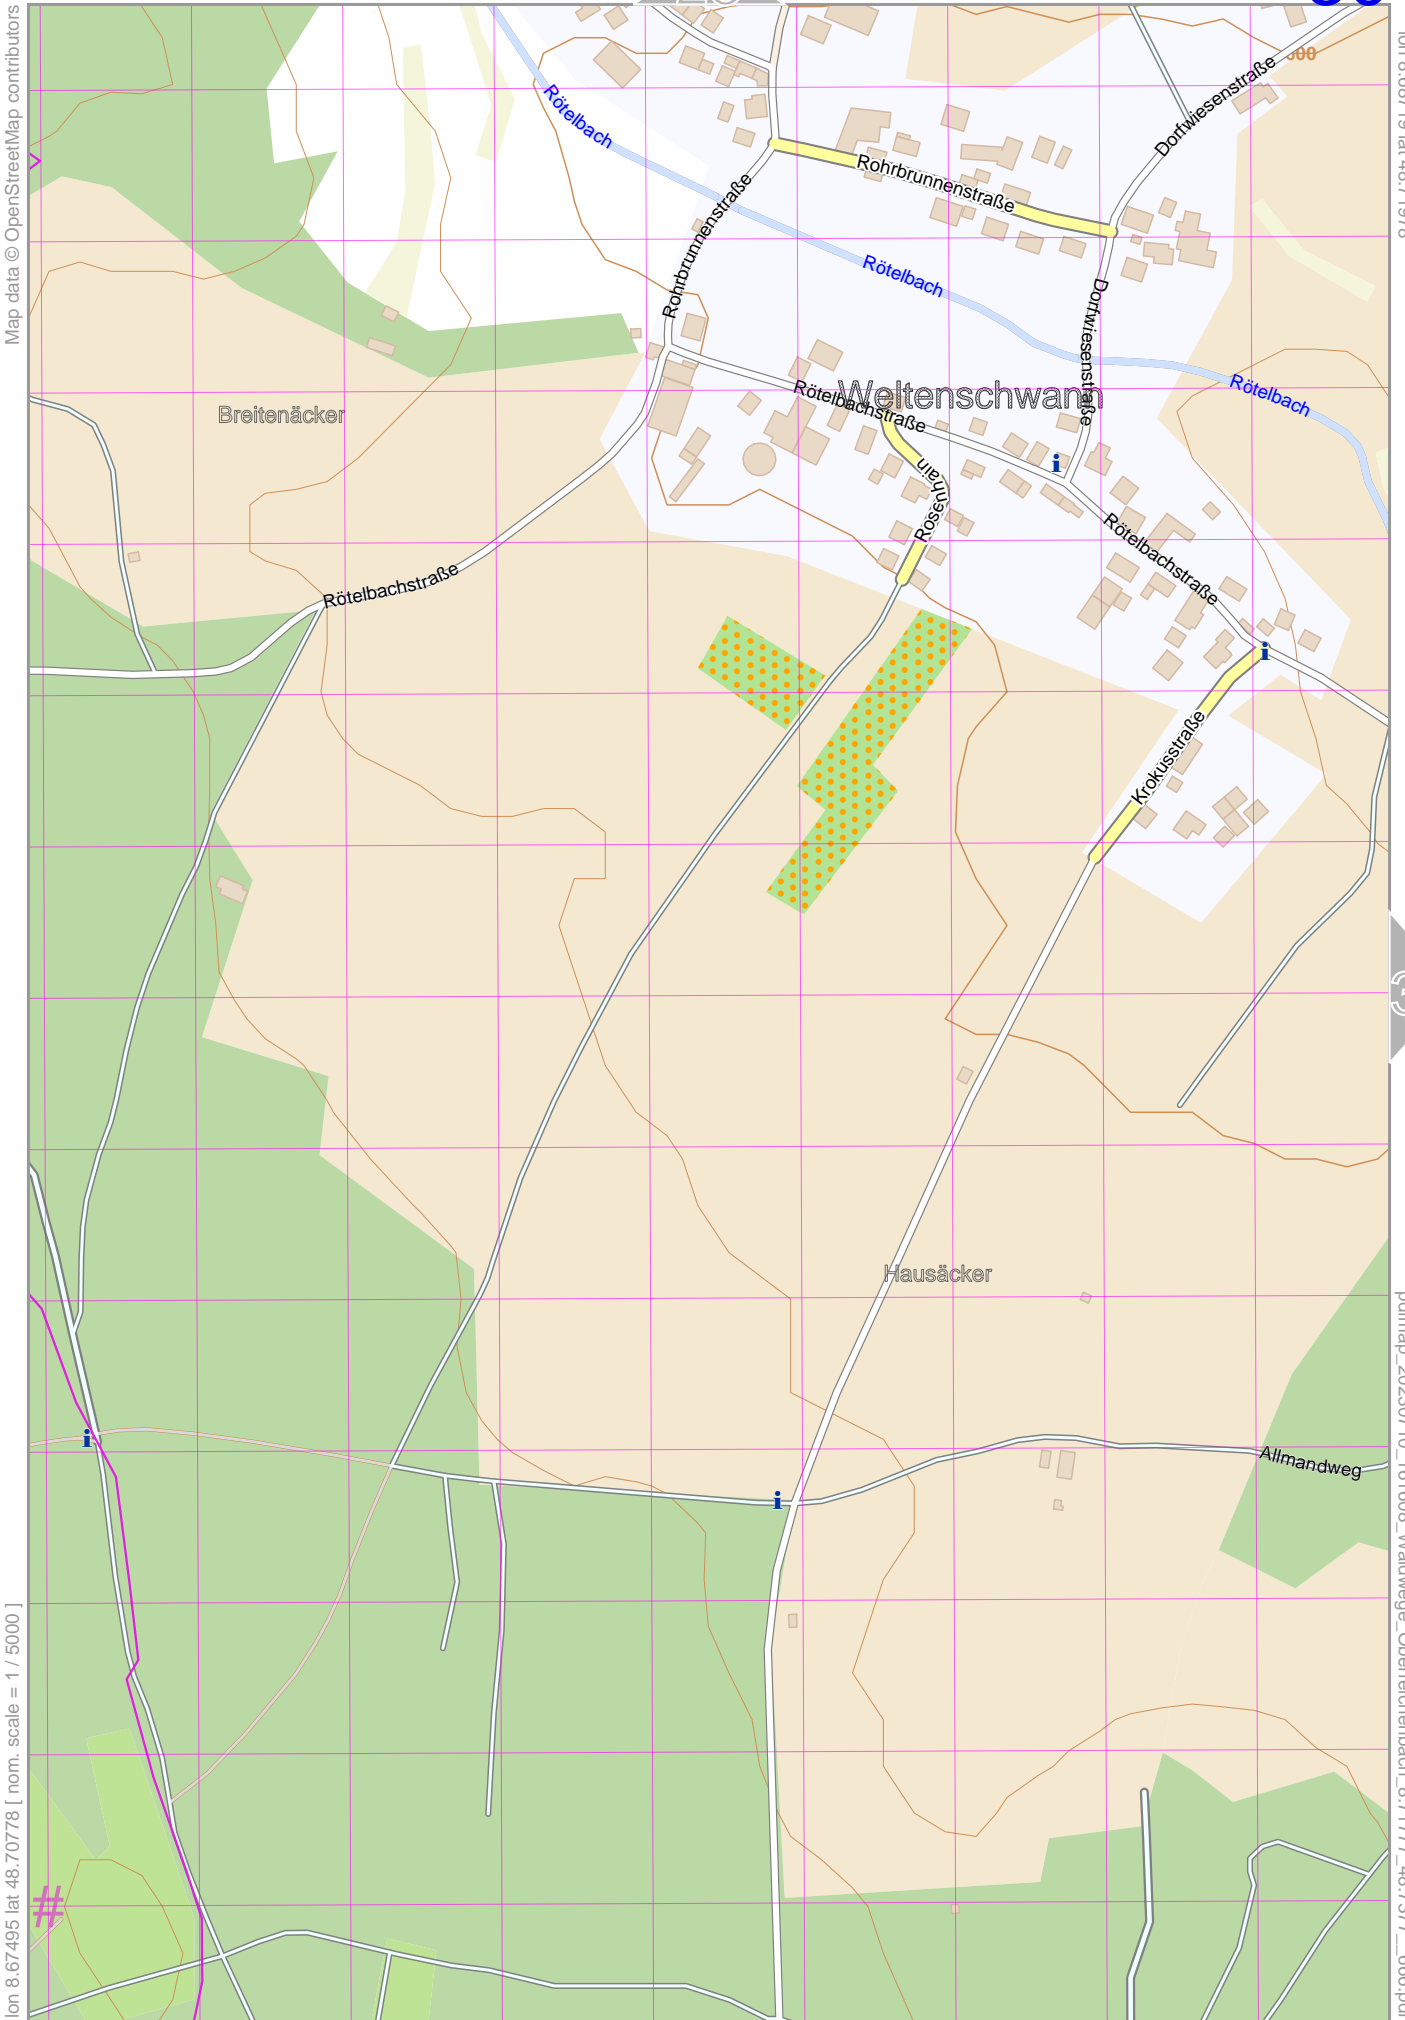 Map data © OpenStreetMap contributors
600
Dorfwiesenstraße
Rötelbach
Rohrbrunnenstraße
Rohrbrunnenstraße
Rötelbach
Dorfwiesenstraße
Rötelbach
Weltenschwann
Rötelbachstraße
Breitenäcker
Rosenhain
Rötelbachstraße
Rötelbachstraße
Krokusstraße
Hausäcker
Allmandweg
#
lon 8.67495 lat 48.70778 [ nom. scale = 1 / 5000 ]